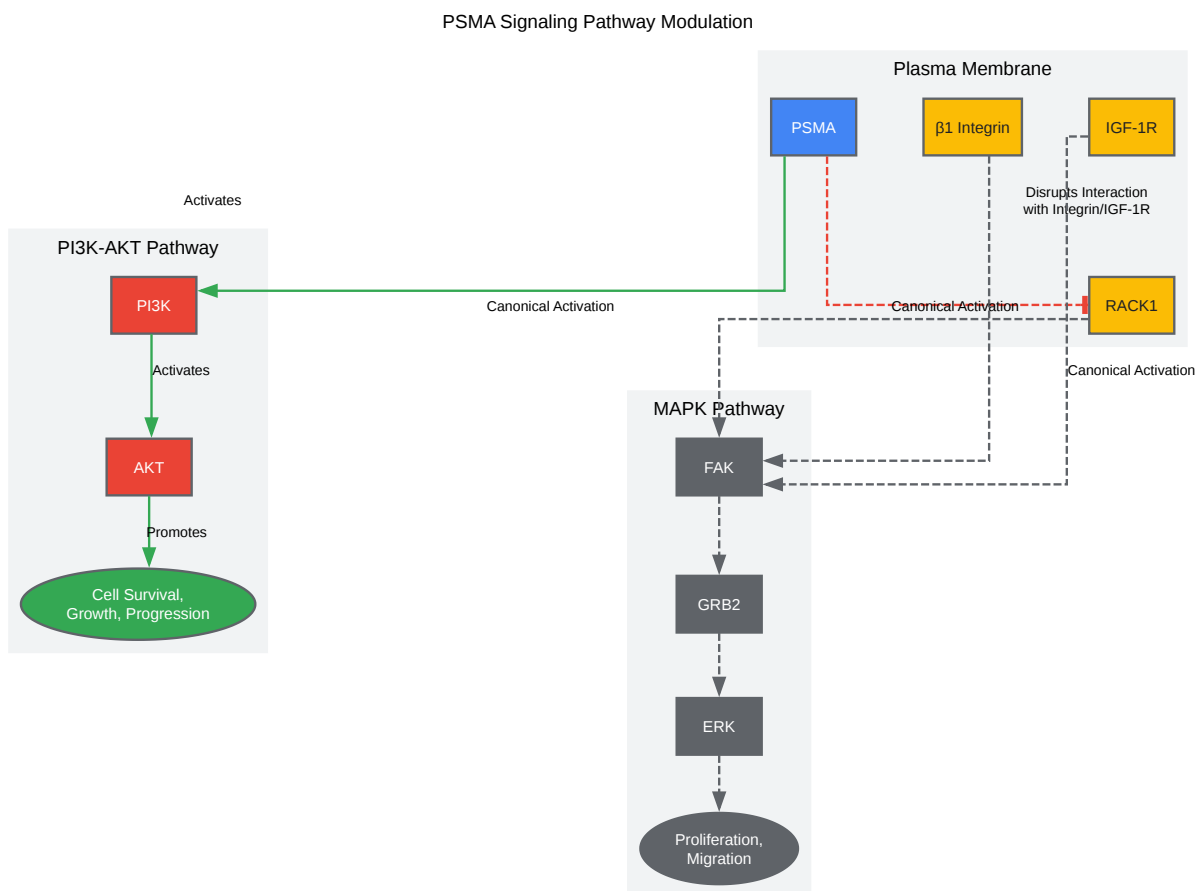 PSMA Signaling Pathway Modulation
Plasma Membrane
PSMA
β1 Integrin
IGF-1R
Disrupts Interaction
with Integrin/IGF-1R
Activates
PI3K-AKT Pathway
PI3K
Canonical Activation
Canonical Activation
RACK1
Activates
Canonical Activation
MAPK Pathway
AKT
FAK
Promotes
Cell Survival,
Growth, Progression
GRB2
ERK
Proliferation,
Migration